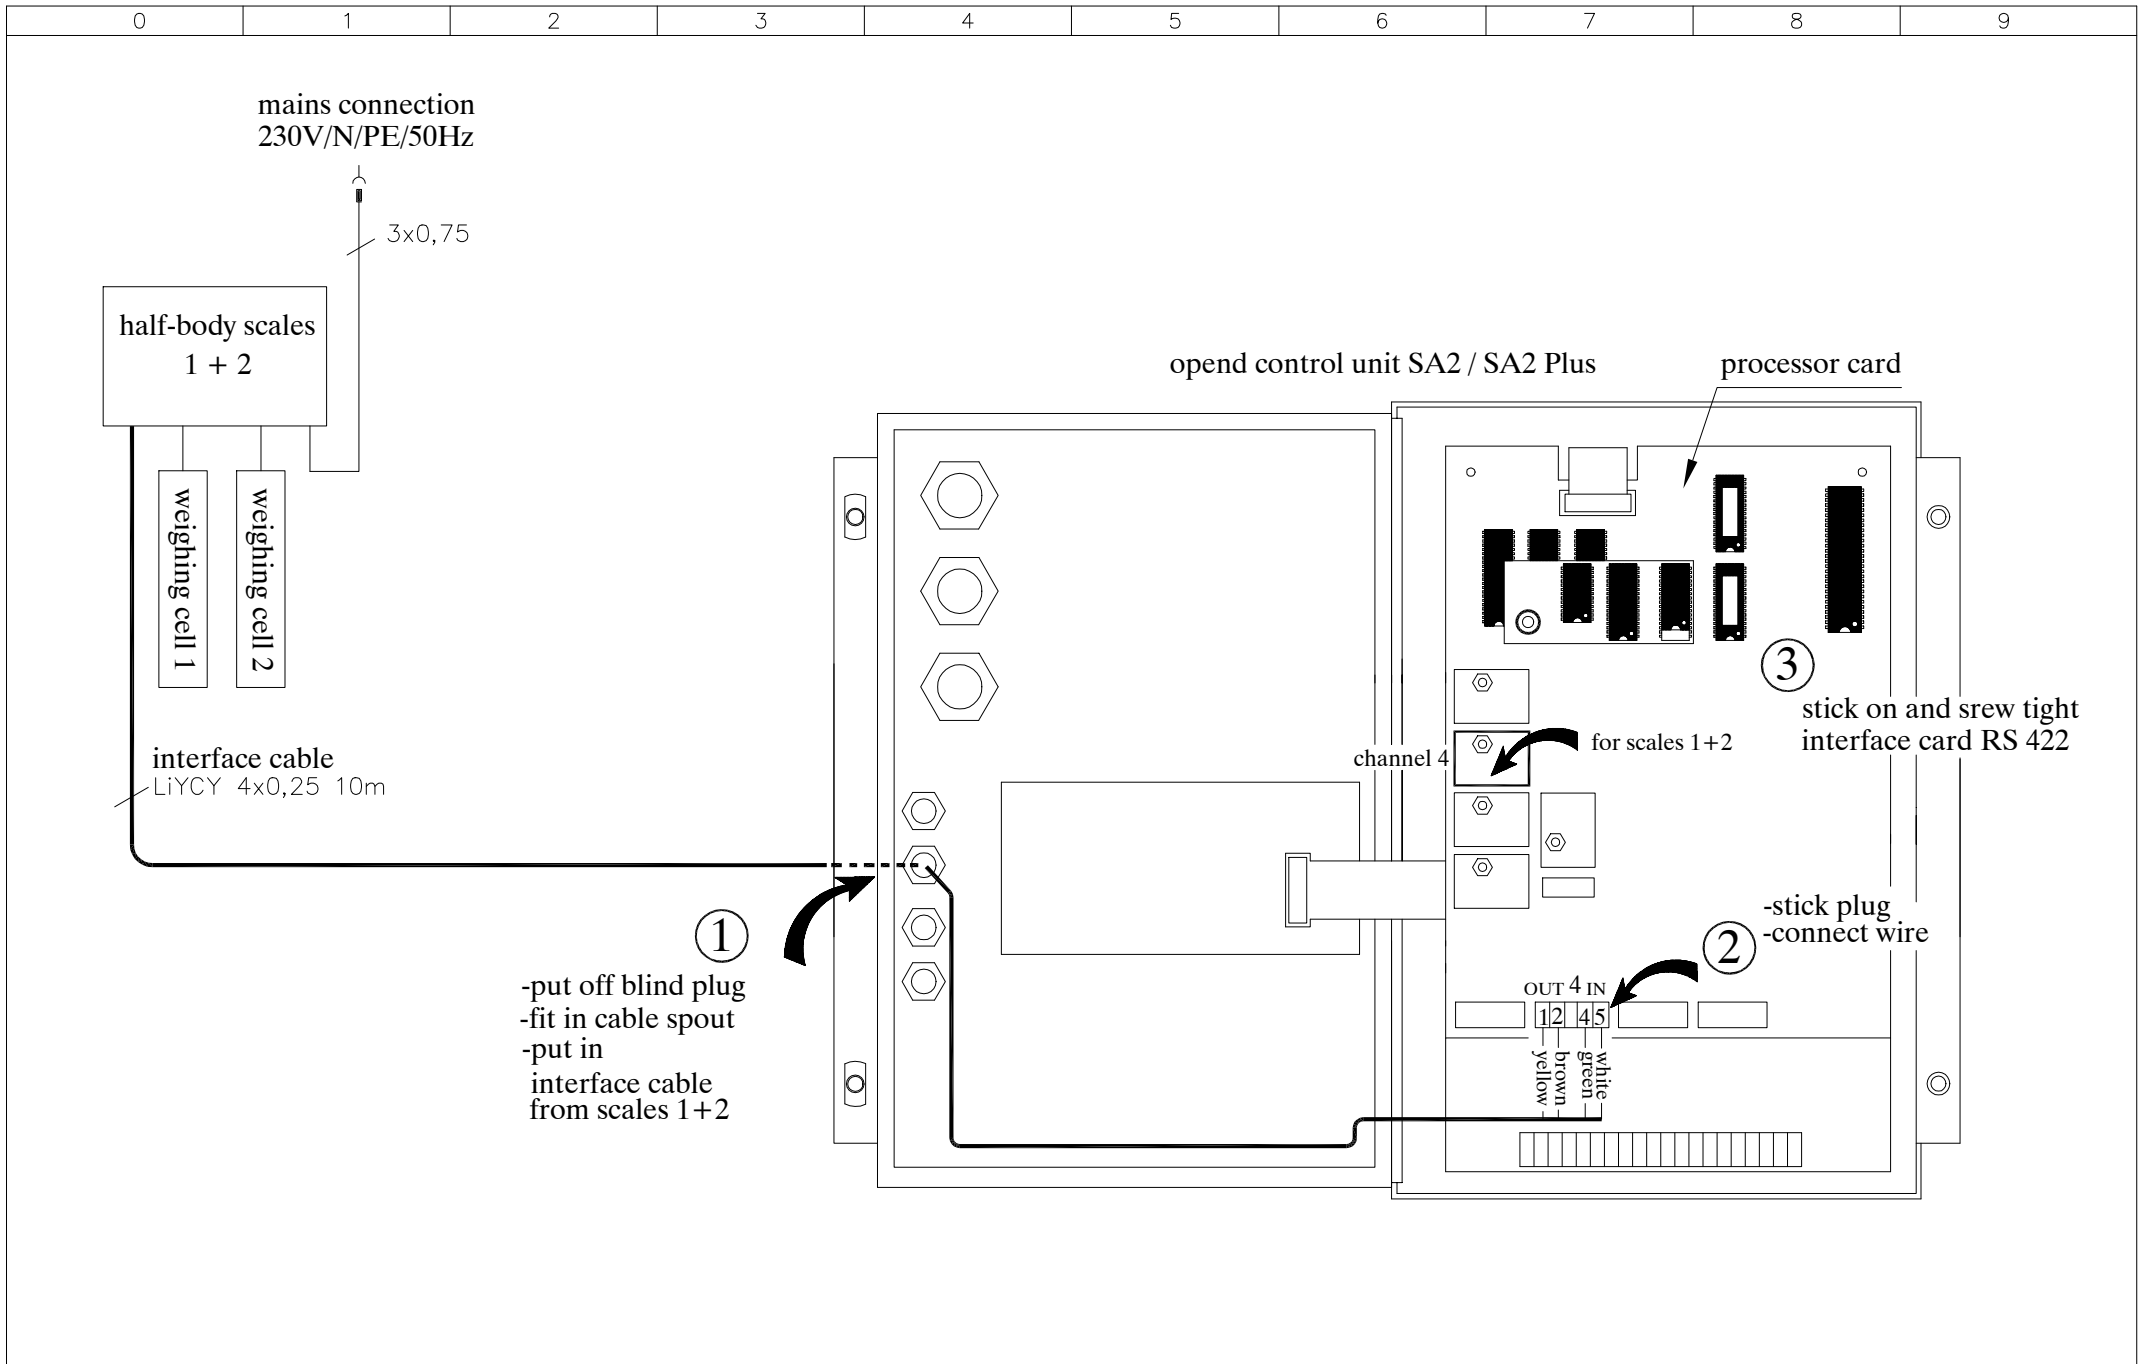 0 1 2 3 4 5 6 7 8 9
mains connection
230V/N/PE/50Hz
3x0,75
half-body scales
1 + 2
weighing cell 1
weighing cell 2
interface cable
LiYCY 4x0,25 10m
opend control unit SA2 / SA2 Plus
processor card
3
stick on and srew tight
interface card RS 422
channel 4
for scales 1+2
1
-put off blind plug
-fit in cable spout
-put in
interface cable
from scales 1+2
2
-stick plug
-connect wire
OUT 4 IN
1 2 4 5
yellow
brown
green
white